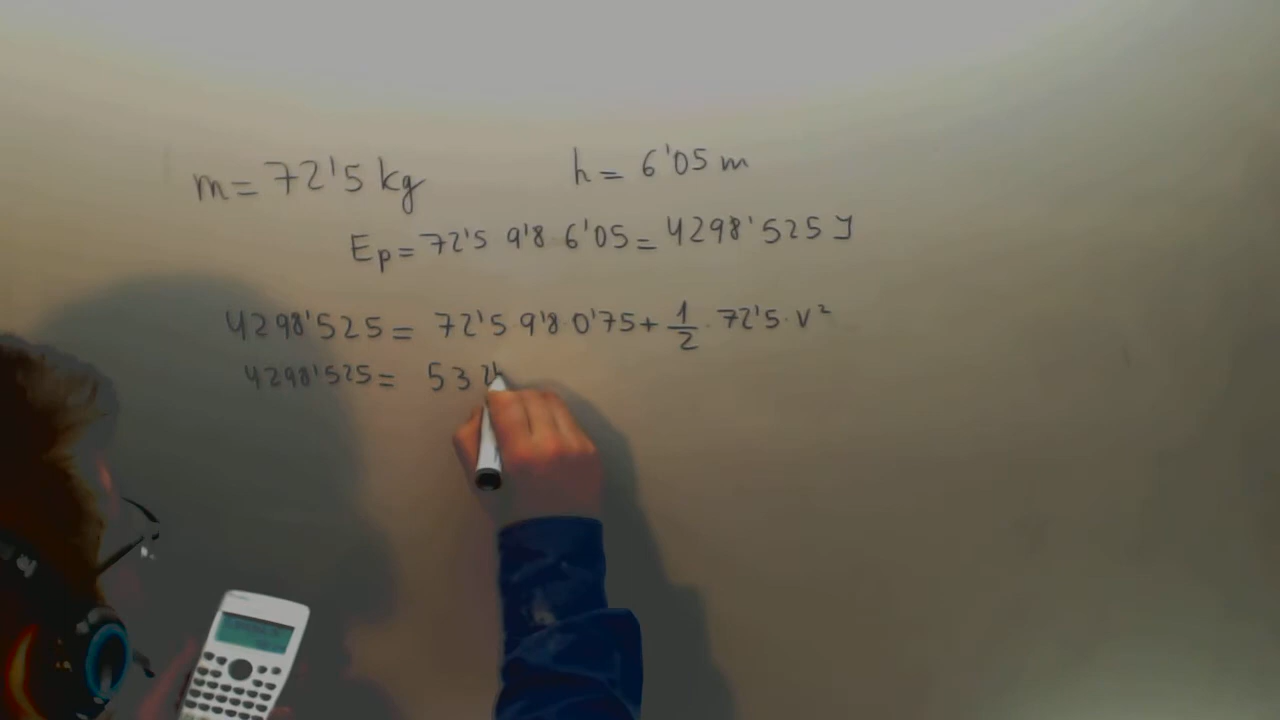 m= 72'5 kg h= 6'05 m
Ep= 72'5 9'8 6'05= 4298'525 J
4298'525= 72'5·9'8·0'75+ 1/2 · 72'5· v²
4298'525= 53